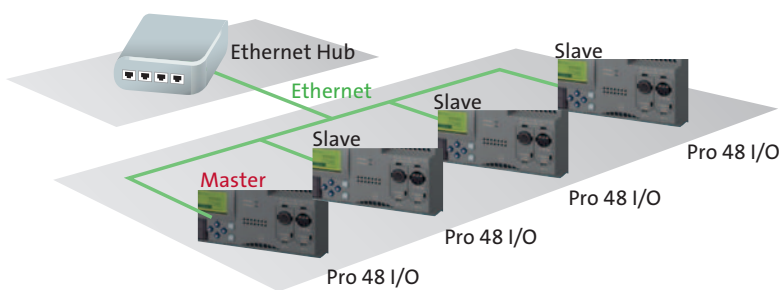 Ethernet Hub
Slave
Ethernet
Slave
Slave
Pro 48 I/O
Master
Pro 48 I/O
Pro 48 I/O
Pro 48 I/O